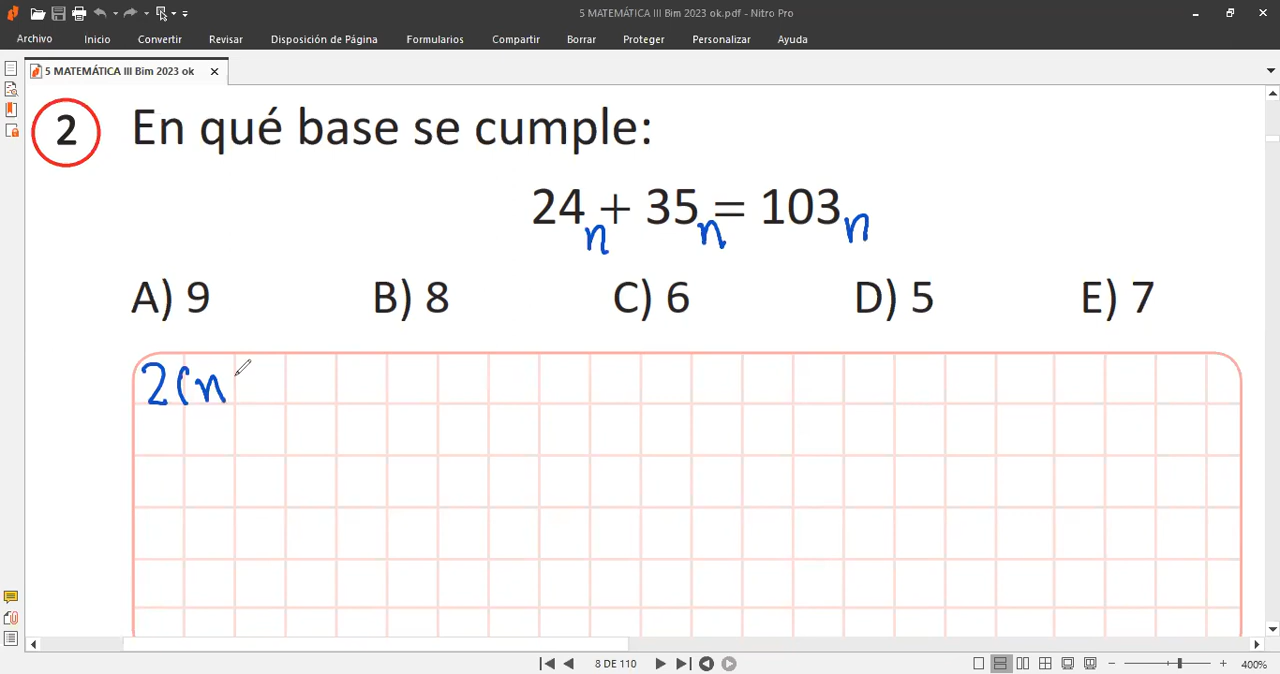 5 MATEMÁTICA III Bim 2023 ok.pdf - Nitro Pro
Archivo Inicio Convertir Revisar Disposición de Página Formularios Compartir Borrar Proteger Personalizar Ayuda
5 MATEMÁTICA III Bim 2023 ok
2 En qué base se cumple:
24n + 35n = 103n
A) 9 B) 8 C) 6 D) 5 E) 7
2(n
8 DE 110
400%